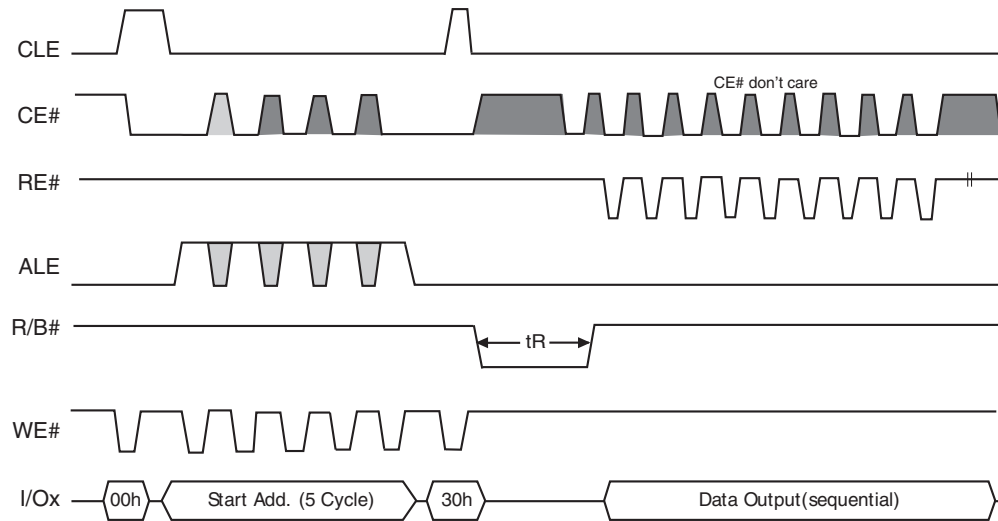 CLE
CE# don't care
CE#
RE#
ALE
R/B#
tR
WE#
I/Ox 00h Start Add. (5 Cycle) 30h Data Output(sequential)